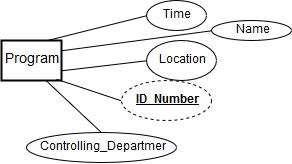 Time
Name
Program
Location
ID_Number
Controlling_Departmer